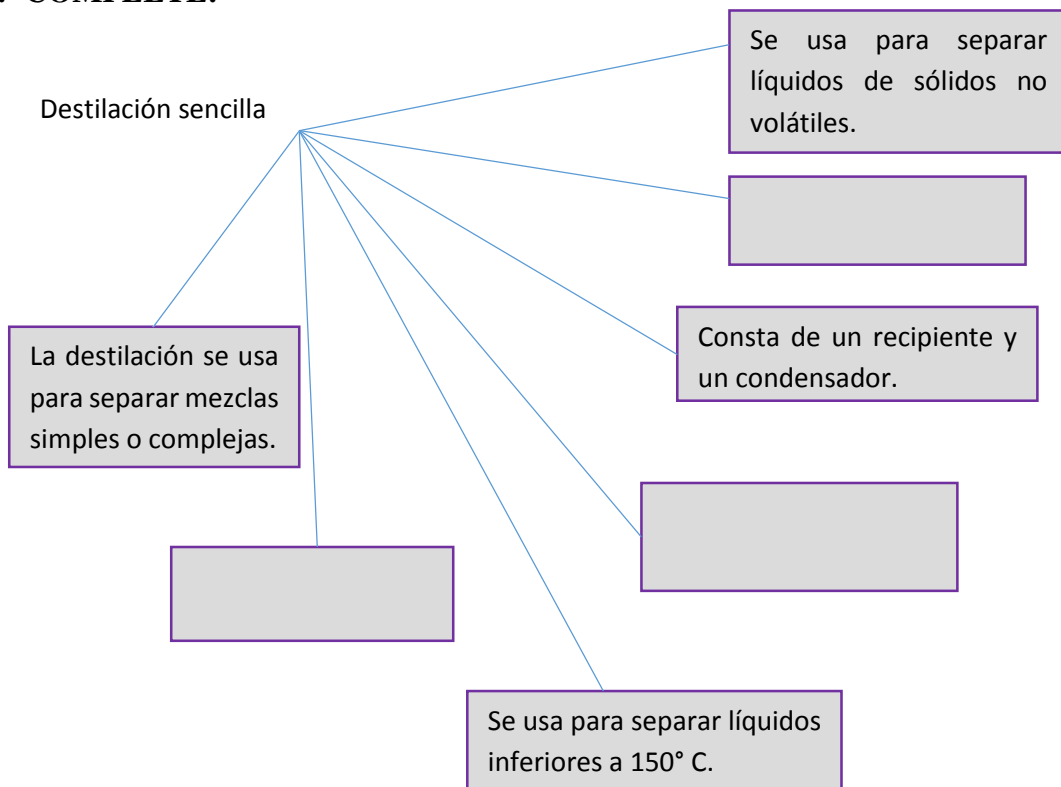 COMPLETE:
Destilación sencilla
Se usa para separar
líquidos de sólidos no
volátiles.
Consta de un recipiente y
un condensador.
La destilación se usa
para separar mezclas
simples o complejas.
Se usa para separar líquidos
inferiores a 150° C.